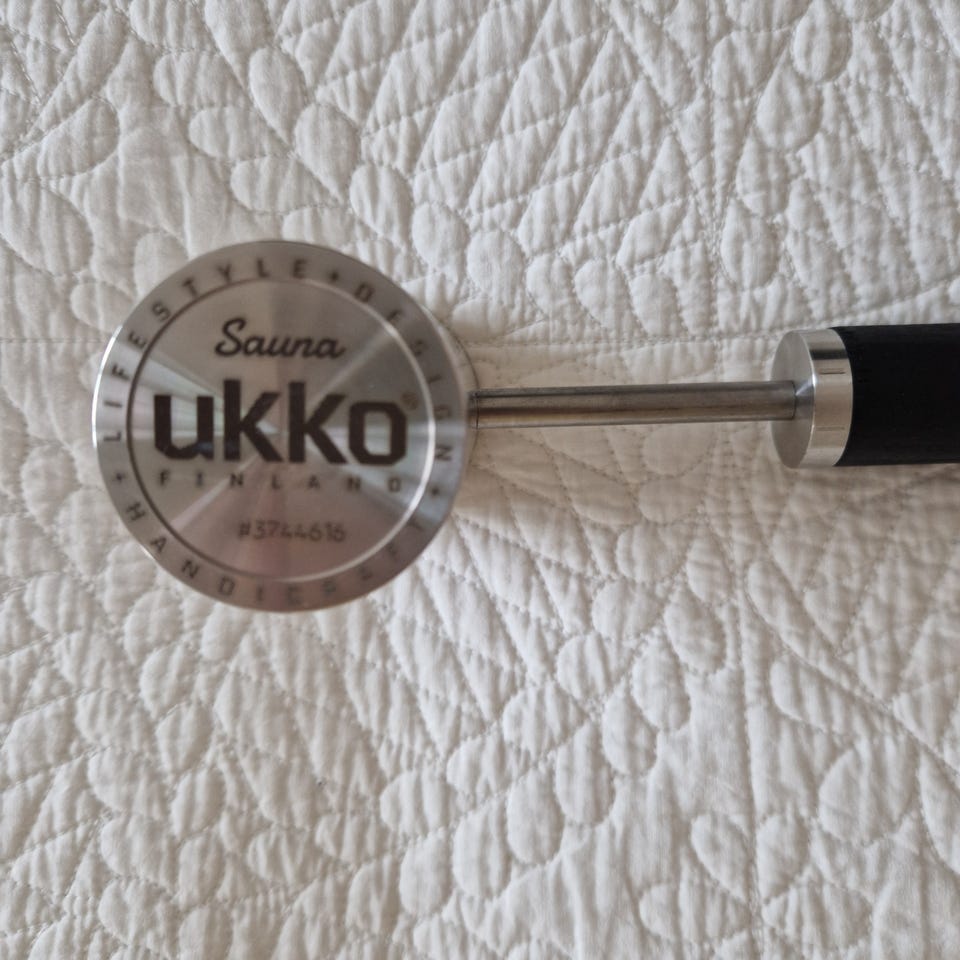 LIFESTYLE + DESIGN +
Sauna
ukko®
FINLAND
#3744616
HANDICRAFT +